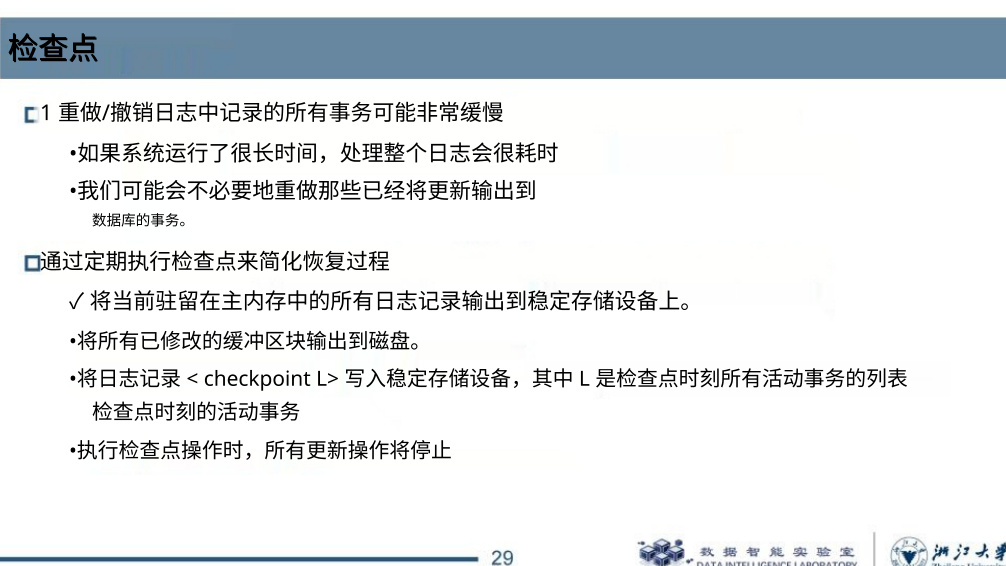 检查点
1 重做/撤销日志中记录的所有事务可能非常缓慢
•如果系统运行了很长时间，处理整个日志会很耗时
•我们可能会不必要地重做那些已经将更新输出到
数据库的事务。
通过定期执行检查点来简化恢复过程
✓ 将当前驻留在主内存中的所有日志记录输出到稳定存储设备上。
•将所有已修改的缓冲区块输出到磁盘。
•将日志记录 < checkpoint L> 写入稳定存储设备，其中 L 是检查点时刻所有活动事务的列表
检查点时刻的活动事务
•执行检查点操作时，所有更新操作将停止
29
数据智能实验室
DATA INTELLIGENCE LABORATORY
浙江大学